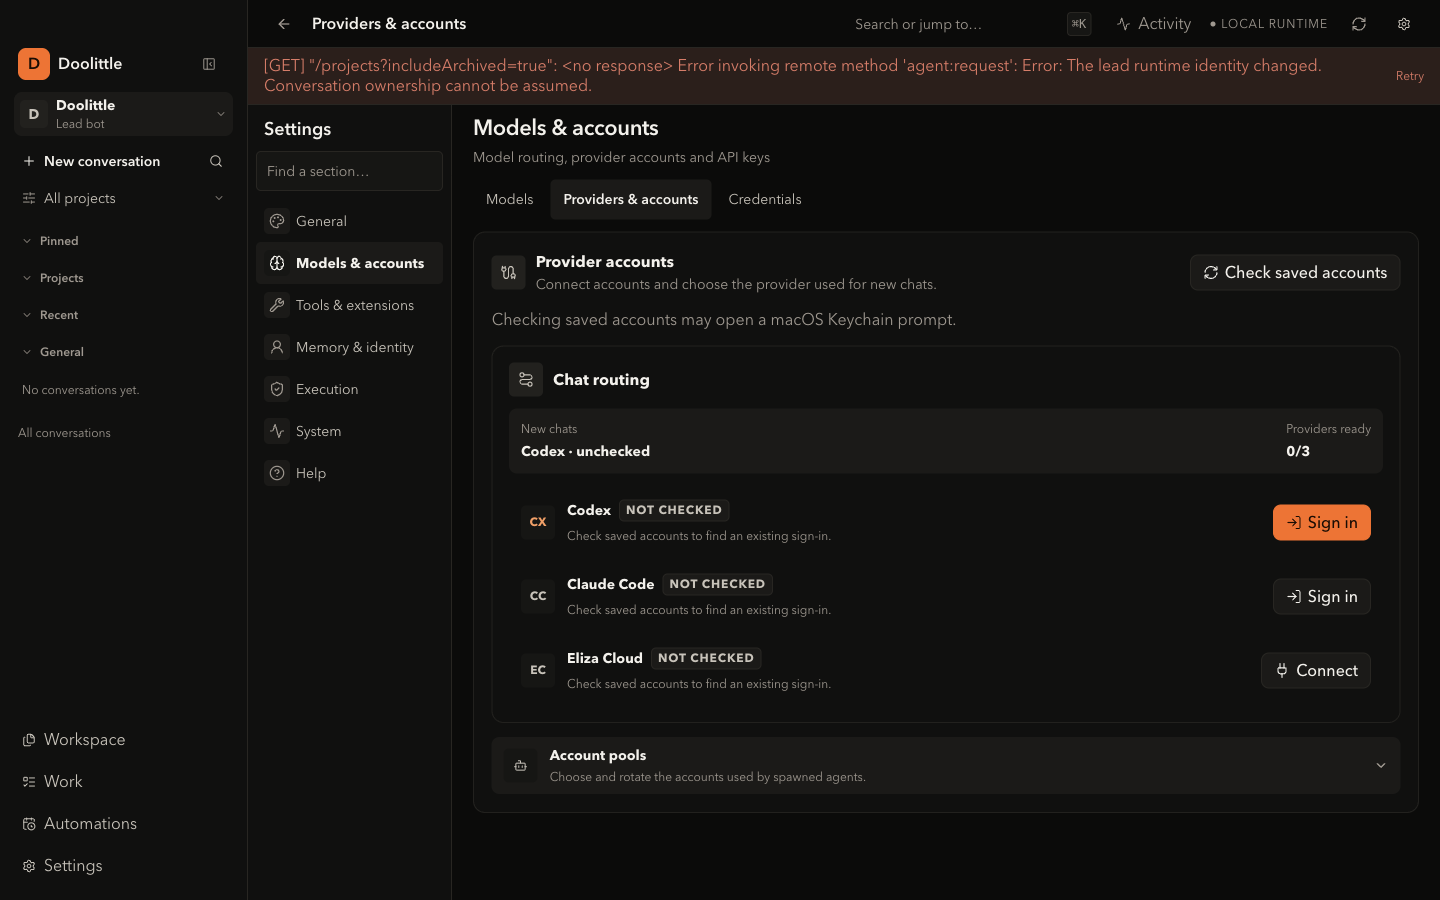 Providers & accounts
Search or jump to…
⌘K
Activity
LOCAL RUNTIME
D
Doolittle
D
Doolittle
Lead bot
New conversation
All projects
Pinned
Projects
Recent
General
No conversations yet.
All conversations
Workspace
Work
Automations
Settings
[GET] "/projects?includeArchived=true": <no response> Error invoking remote method 'agent:request': Error: The lead runtime identity changed.
Conversation ownership cannot be assumed.
Retry
Settings
Find a section…
General
Models & accounts
Tools & extensions
Memory & identity
Execution
System
Help
Models & accounts
Model routing, provider accounts and API keys
Models
Providers & accounts
Credentials
Provider accounts
Connect accounts and choose the provider used for new chats.
Check saved accounts
Checking saved accounts may open a macOS Keychain prompt.
Chat routing
New chats
Codex · unchecked
Providers ready
0/3
CX
Codex
NOT CHECKED
Check saved accounts to find an existing sign-in.
Sign in
CC
Claude Code
NOT CHECKED
Check saved accounts to find an existing sign-in.
Sign in
EC
Eliza Cloud
NOT CHECKED
Check saved accounts to find an existing sign-in.
Connect
Account pools
Choose and rotate the accounts used by spawned agents.